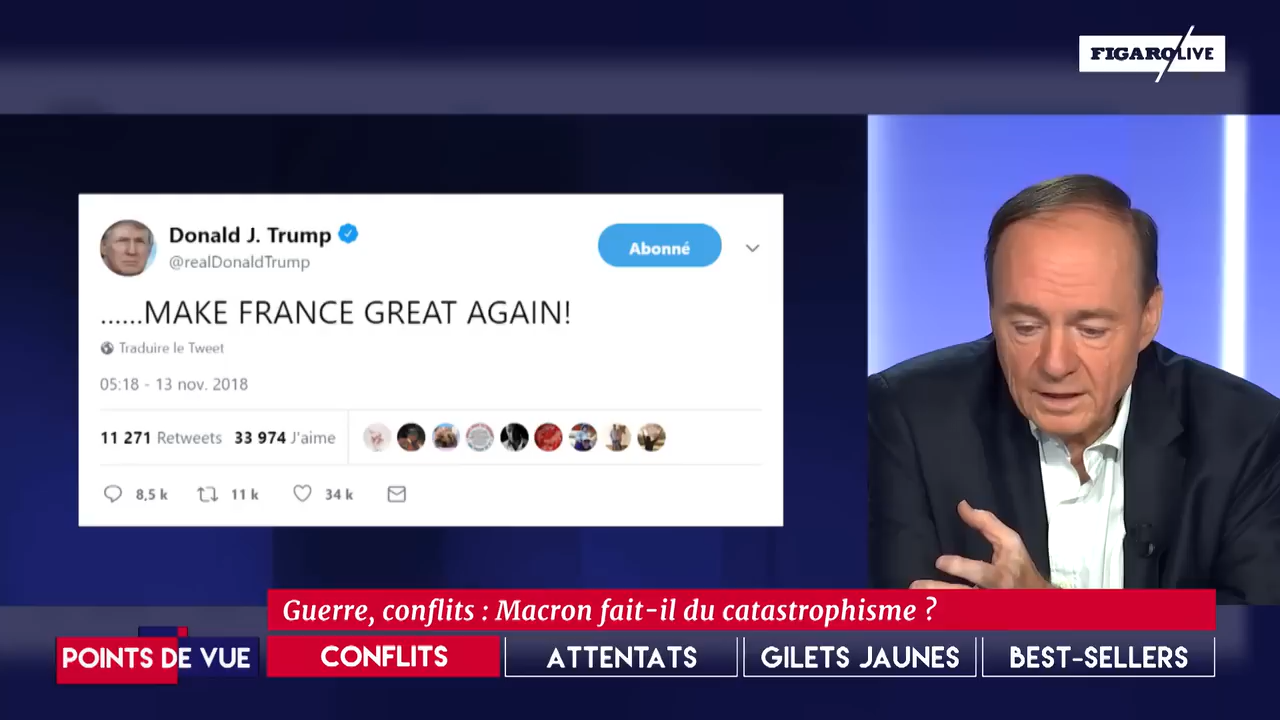 FIGAROLIVE
Donald J. Trump
@realDonaldTrump
Abonné
......MAKE FRANCE GREAT AGAIN!
Traduire le Tweet
05:18 - 13 nov. 2018
11 271 Retweets 33 974 J'aime
8,5 k 11 k 34 k
Guerre, conflits : Macron fait-il du catastrophisme ?
POINTS DE VUE CONFLITS ATTENTATS GILETS JAUNES BEST-SELLERS